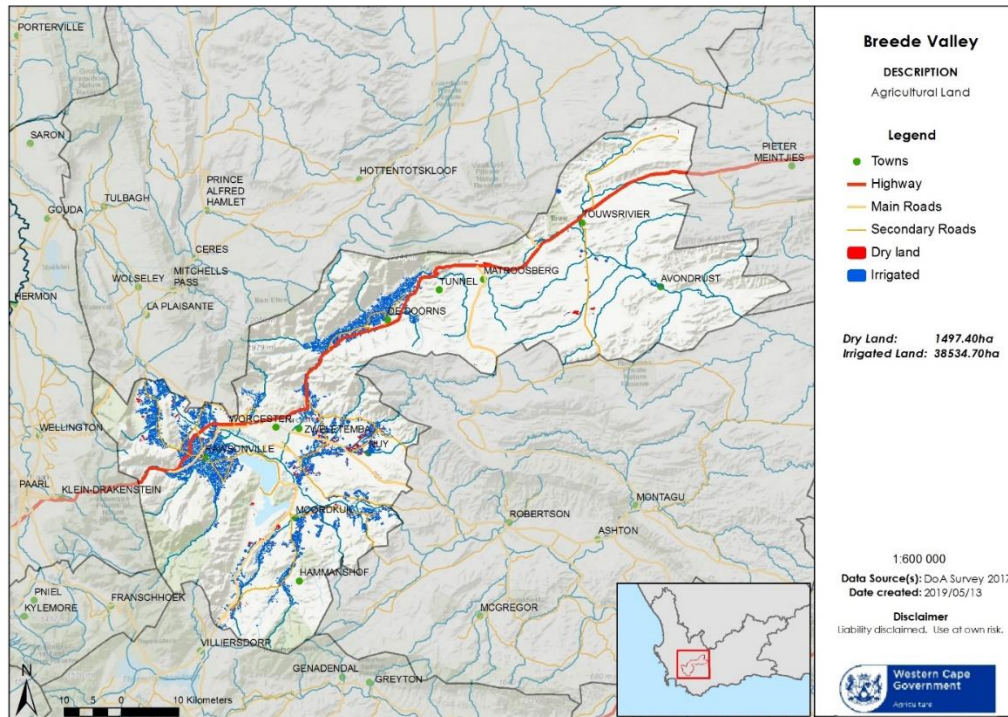 PORTERVILLE
SARON
HOTTENTOTSKLOOF
PIETER
MEINTJIES
PRINCE
ALFRED
HAMLET
TULBAGH
GOUDA
TOUWSRIVIER
CERES
MITCHELLS
PASS
WOLSELEY
MATROOSBERG
TUNNEL
AVONDRUST
HERMON
LA PLAISANTE
DE DOORNS
WORCESTER
ZWELETEMBA
WELLINGTON
NUY
RAWSONVILLE
PAARL
KLEIN-DRAKENSTEIN
MONTAGU
MOORDKUIL
ROBERTSON
ASHTON
HAMMANSHOF
PNIEL
KYLEMORE
FRANSCHHOEK
MCGREGOR
VILLIERSDORP
GENADENDAL
GREYTON
N
10 5 0 10 Kilometers
Breede Valley
DESCRIPTION
Agricultural Land
Legend
Towns
Highway
Main Roads
Secondary Roads
Dry land
Irrigated
Dry Land: 1497.40ha
Irrigated Land: 38534.70ha
1:600 000
Data Source(s): DoA Survey 2017
Date created: 2019/05/13
Disclaimer
Liability disclaimed. Use at own risk.
Western Cape
Government
Agriculture